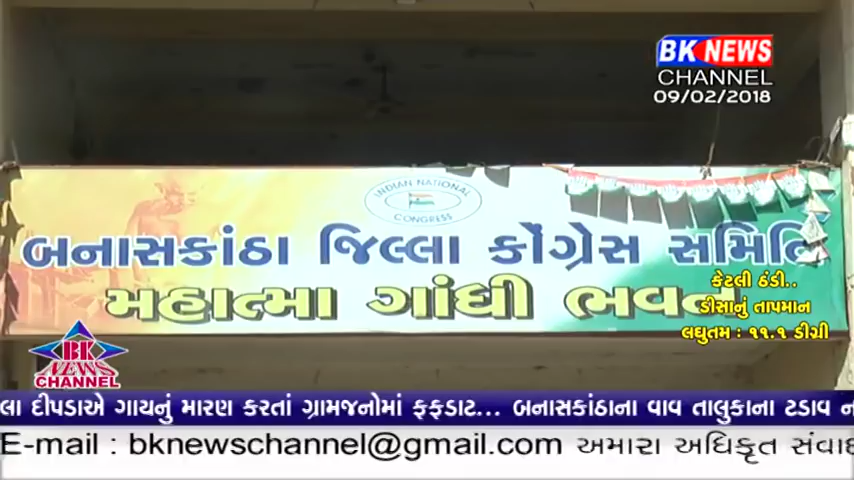 BK NEWS
CHANNEL
09/02/2018
INDIAN NATIONAL
CONGRESS
બનાસકાંઠા જિલ્લા કોંગ્રેસ સમિતિ
મહાત્મા ગાંધી ભવન
કેટલી ઠંડી..
ડીસાનું તાપમાન
લઘુતમ : ૧૧.૧ ડીગ્રી
BK
NEWS
CHANNEL
લા દીપડાએ ગાયનું મારણ કરતાં ગ્રામજનોમાં ફફડાટ... બનાસકાંઠાના વાવ તાલુકાના ટડાવ ન
E-mail : bknewschannel@gmail.com અમારા અધિકૃત સંવાદ